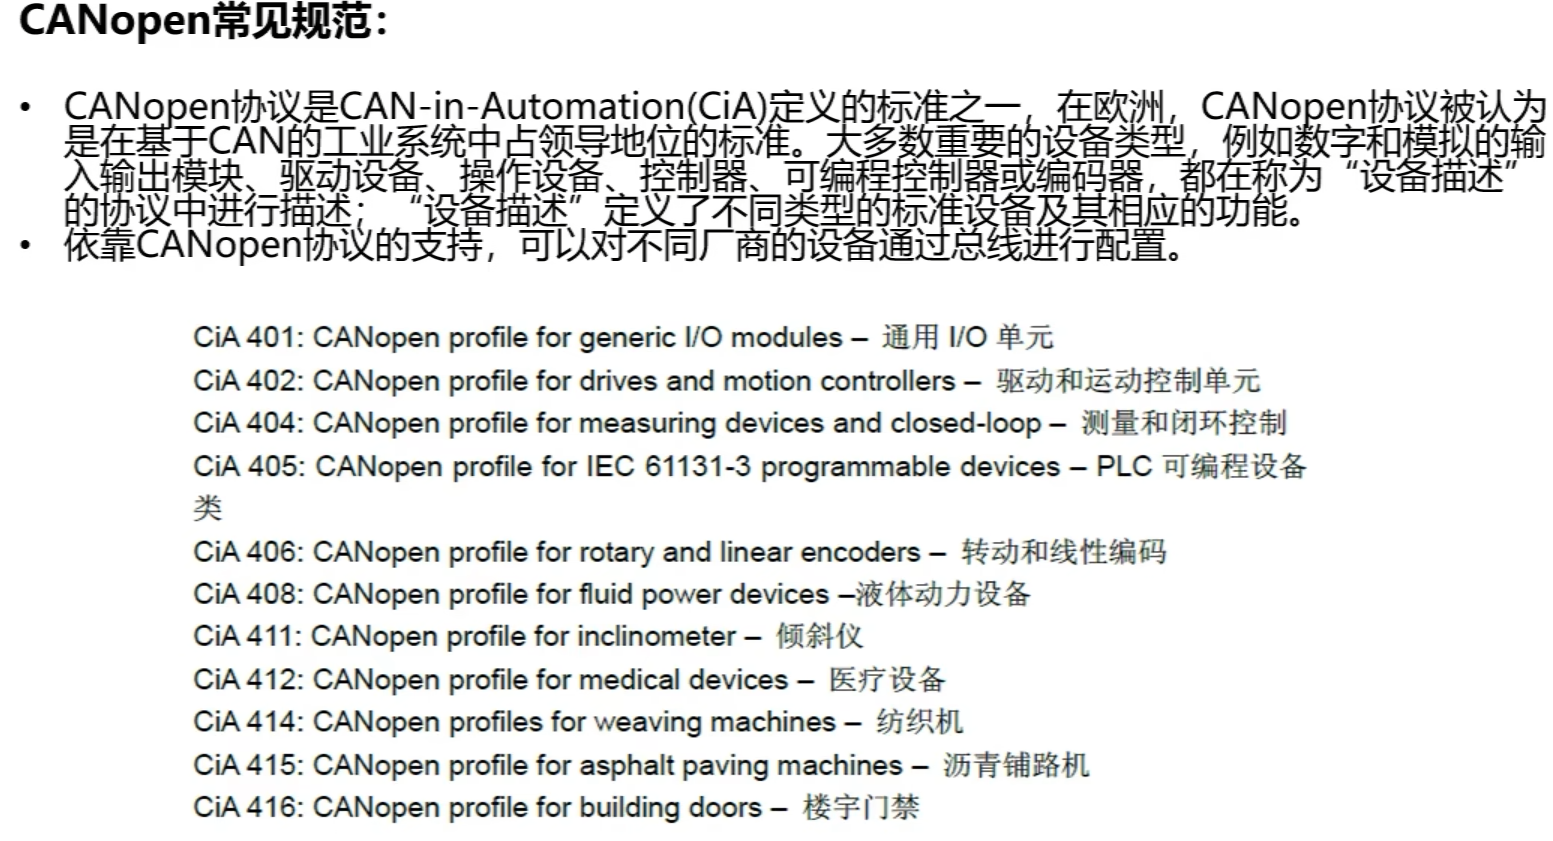 CANopen常见规范：
• CANopen协议是CAN-in-Automation(CiA)定义的标准之一，在欧洲，CANopen协议被认为
是在基于CAN的工业系统中占领导地位的标准。大多数重要的设备类型，例如数字和模拟的输
入输出模块、驱动设备、操作设备、控制器、可编程控制器或编码器，都在称为“设备描述”
的协议中进行描述；“设备描述”定义了不同类型的标准设备及其相应的功能。
• 依靠CANopen协议的支持，可以对不同厂商的设备通过总线进行配置。
CiA 401: CANopen profile for generic I/O modules – 通用 I/O 单元
CiA 402: CANopen profile for drives and motion controllers – 驱动和运动控制单元
CiA 404: CANopen profile for measuring devices and closed-loop – 测量和闭环控制
CiA 405: CANopen profile for IEC 61131-3 programmable devices – PLC 可编程设备
类
CiA 406: CANopen profile for rotary and linear encoders – 转动和线性编码
CiA 408: CANopen profile for fluid power devices –液体动力设备
CiA 411: CANopen profile for inclinometer – 倾斜仪
CiA 412: CANopen profile for medical devices – 医疗设备
CiA 414: CANopen profiles for weaving machines – 纺织机
CiA 415: CANopen profile for asphalt paving machines – 沥青铺路机
CiA 416: CANopen profile for building doors – 楼宇门禁